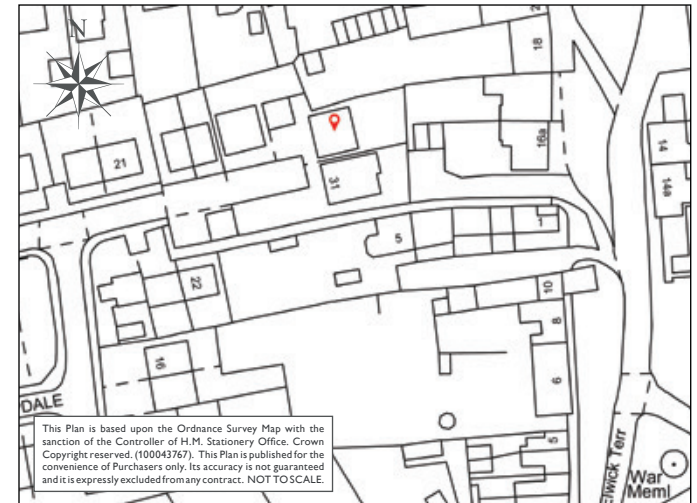 N
18
21
31
16a
14
14a
5
1
22
10
8
16
6
DALE
5
Elwick Terr
War
Meml
This Plan is based upon the Ordnance Survey Map with the
sanction of the Controller of H.M. Stationery Office. Crown
Copyright reserved. (100043767). This Plan is published for the
convenience of Purchasers only. Its accuracy is not guaranteed
and it is expressly excluded from any contract. NOT TO SCALE.